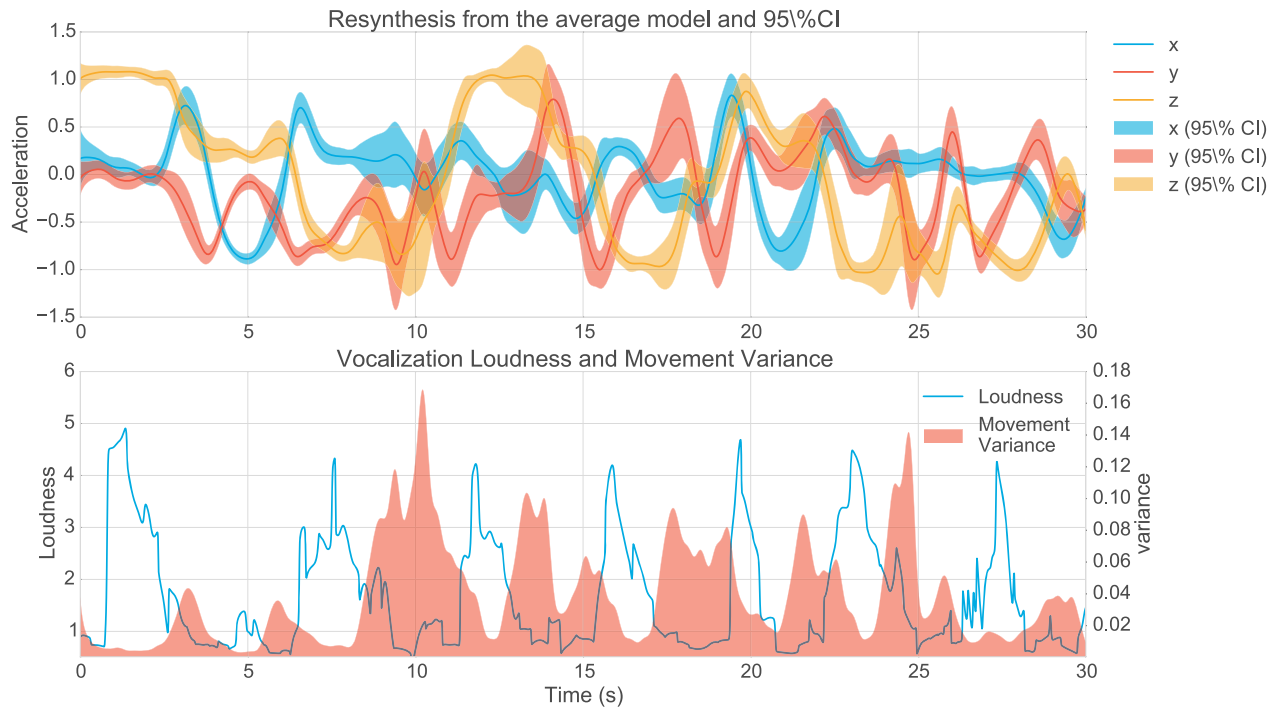 Resynthesis from the average model and 95\%CI
Acceleration
1.5
1.0
0.5
0.0
−0.5
−1.0
−1.5
0
5
10
15
20
25
30
x
y
z
x (95\% CI)
y (95\% CI)
z (95\% CI)
Vocalization Loudness and Movement Variance
Loudness
6
5
4
3
2
1
Loudness
Movement
Variance
0.18
0.16
0.14
0.12
0.10
0.08
0.06
0.04
0.02
variance
0
5
10
15
20
25
30
Time (s)